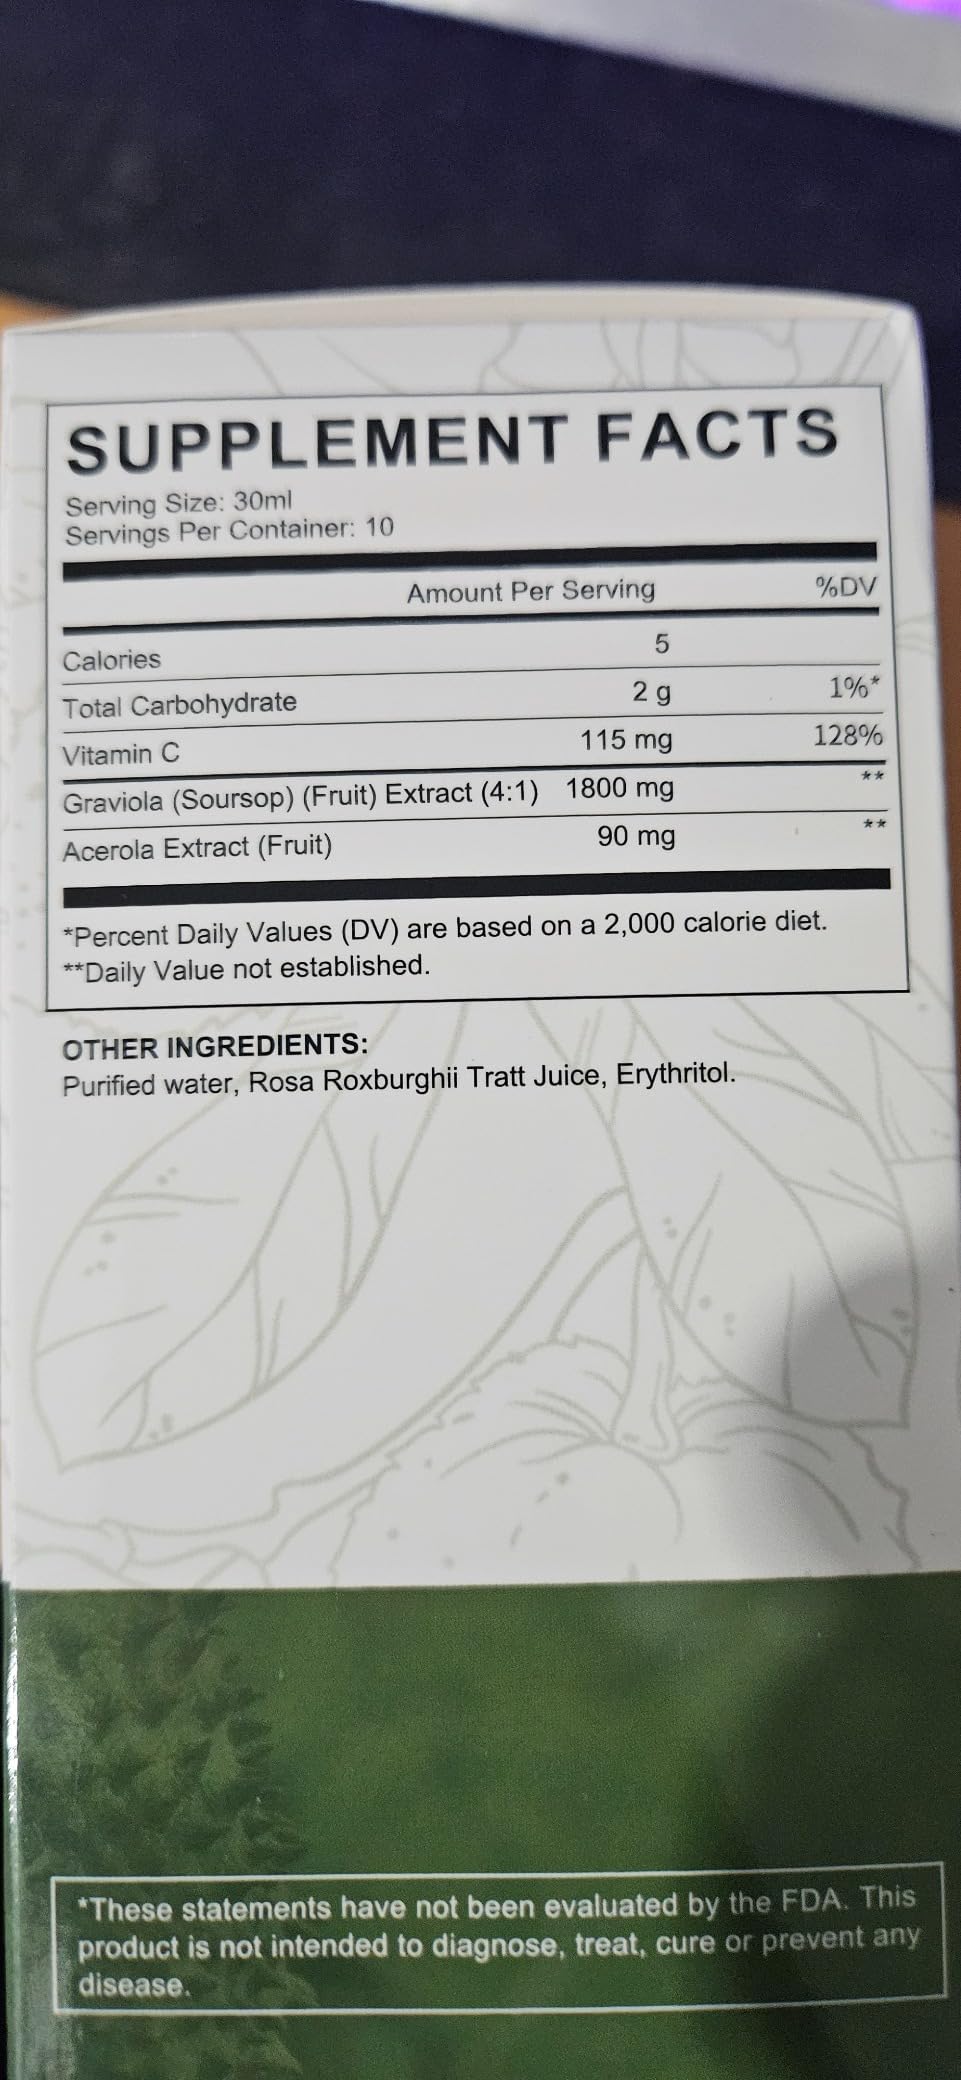 SUPPLEMENT FACTS
Serving Size: 30ml
Servings Per Container: 10
Amount Per Serving %DV
Calories 5
Total Carbohydrate 2 g 1%*
Vitamin C 115 mg 128%
Graviola (Soursop) (Fruit) Extract (4:1) 1800 mg **
Acerola Extract (Fruit) 90 mg **
*Percent Daily Values (DV) are based on a 2,000 calorie diet.
**Daily Value not established.
OTHER INGREDIENTS:
Purified water, Rosa Roxburghii Tratt Juice, Erythritol.
*These statements have not been evaluated by the FDA. This
product is not intended to diagnose, treat, cure or prevent any
disease.